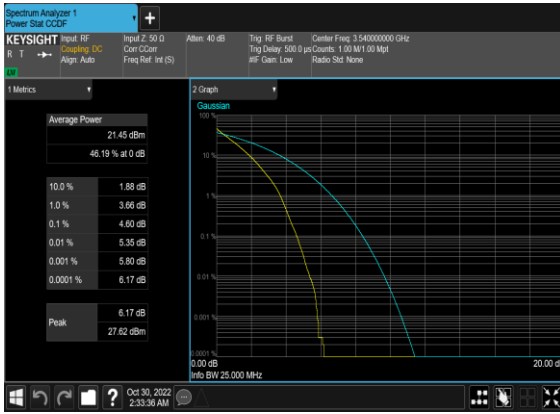 Spectrum Analyzer 1
Power Stat CCDF
KEYSIGHT
R T
Input: RF
Coupling: DC
Align: Auto
Input Z: 50 Ω
Corr CCorr
Freq Ref: Int (S)
Atten: 40 dB
Trig: RF Burst
Trig Delay: 500.0 µs
#IF Gain: Low
Center Freq: 3.540000000 GHz
Counts: 1.00 M/1.00 Mpt
Radio Std: None
1 Metrics
Average Power
21.45 dBm
46.19 % at 0 dB
10.0 % 1.88 dB
1.0 % 3.66 dB
0.1 % 4.60 dB
0.01 % 5.35 dB
0.001 % 5.80 dB
0.0001 % 6.17 dB
Peak
6.17 dB
27.62 dBm
2 Graph
Gaussian
100 %
10 %
1 %
0.1 %
0.01 %
0.001 %
0.0001 %
0.00 dB
20.00 d
Info BW 25.000 MHz
?
Oct 30, 2022
2:33:36 AM